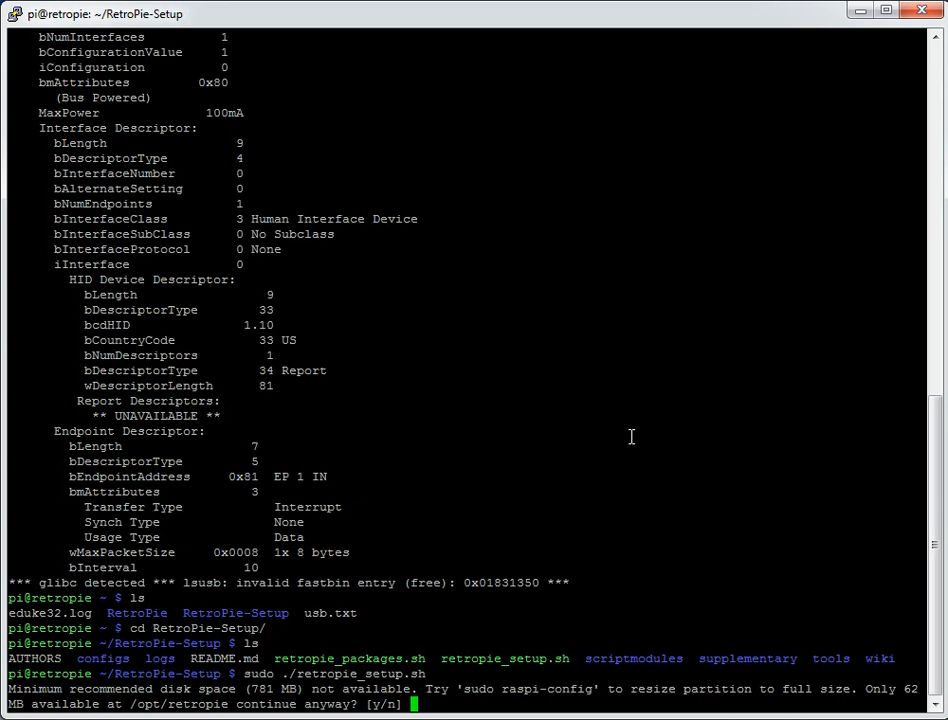 pi@retropie: ~/RetroPie-Setup
bNumInterfaces 1
bConfigurationValue 1
iConfiguration 0
bmAttributes 0x80
(Bus Powered)
MaxPower 100mA
Interface Descriptor:
bLength 9
bDescriptorType 4
bInterfaceNumber 0
bAlternateSetting 0
bNumEndpoints 1
bInterfaceClass 3 Human Interface Device
bInterfaceSubClass 0 No Subclass
bInterfaceProtocol 0 None
iInterface 0
HID Device Descriptor:
bLength 9
bDescriptorType 33
bcdHID 1.10
bCountryCode 33 US
bNumDescriptors 1
bDescriptorType 34 Report
wDescriptorLength 81
Report Descriptors:
** UNAVAILABLE **
Endpoint Descriptor:
bLength 7
bDescriptorType 5
bEndpointAddress 0x81 EP 1 IN
bmAttributes 3
Transfer Type Interrupt
Synch Type None
Usage Type Data
wMaxPacketSize 0x0008 1x 8 bytes
bInterval 10
*** glibc detected *** lsusb: invalid fastbin entry (free): 0x01831350 ***
pi@retropie ~ $ ls
eduke32.log RetroPie RetroPie-Setup usb.txt
pi@retropie ~ $ cd RetroPie-Setup/
pi@retropie ~/RetroPie-Setup $ ls
AUTHORS configs logs README.md retropie_packages.sh retropie_setup.sh scriptmodules supplementary tools wiki
pi@retropie ~/RetroPie-Setup $ sudo ./retropie_setup.sh
Minimum recommended disk space (781 MB) not available. Try 'sudo raspi-config' to resize partition to full size. Only 62
MB available at /opt/retropie continue anyway? [y/n]